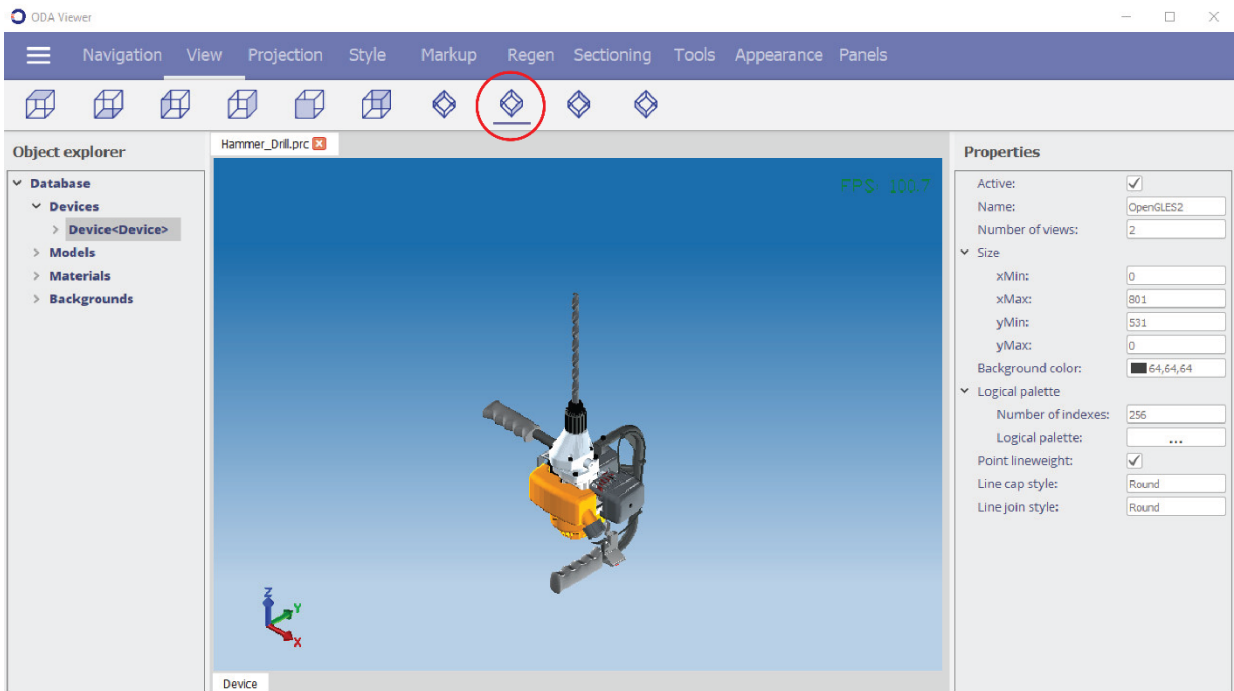 ODA Viewer
Navigation View Projection Style Markup Regen Sectioning Tools Appearance Panels
Object explorer
Database
Devices
Device<Device>
Models
Materials
Backgrounds
Hammer_Drill.prc
FPS: 100.7
Z
Y
X
Device
Properties
Active:
Name: OpenGLES2
Number of views: 2
Size
xMin: 0
xMax: 801
yMin: 531
yMax: 0
Background color: 64,64,64
Logical palette
Number of indexes: 256
Logical palette: ...
Point lineweight:
Line cap style: Round
Line join style: Round